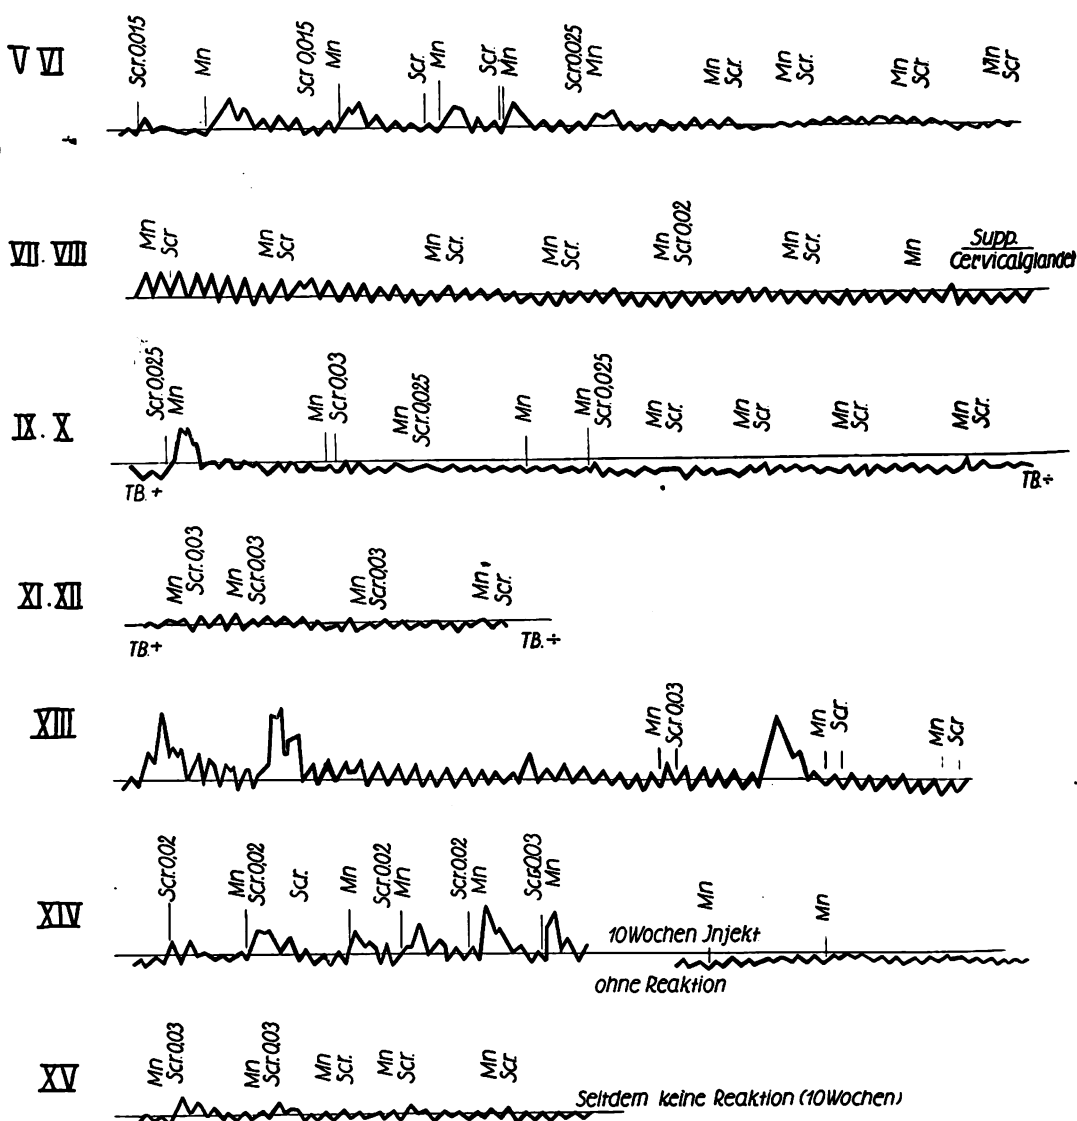 V VI
Scr. 0,015
Mn
Scr 0,015
Mn
Scr.
Mn
Scr.
Mn
Scr.0,025
Mn
Mn
Scr.
Mn
Scr.
Mn
Scr
Mn
Scr
VII. VIII
Mn
Scr
Mn
Scr
Mn
Scr.
Mn
Scr.
Mn
Scr.0,02
Mn
Scr.
Mn
Supp.
Cervicalglandel
IX. X
Scr.0,025
Mn
Mn
Scr.0,03
Mn
Scr.0,025
Mn
Mn
Scr.0,025
Mn
Scr.
Mn
Scr
Mn
Scr.
Mn
Scr.
TB.+
TB.÷
XI.XII
Mn
Scr.0,03
Mn
Scr.0,03
Mn
Scr.0,03
Mn
Scr.
TB.+
TB.÷
XIII
Mn
Scr.0,03
Mn
Scr.
Mn
Scr
XIV
Scr.0,02
Mn
Scr.0,02
Scr.
Mn
Scr.0,02
Mn
Scr.0,02
Mn
Scr.0,03
Mn
10 Wochen Jnjekt
ohne Reaktion
Mn
Mn
XV
Mn
Scr.0,03
Mn
Scr.0,03
Mn
Scr.
Mn
Scr.
Mn
Scr.
Seitdem keine Reaktion (10 Wochen)